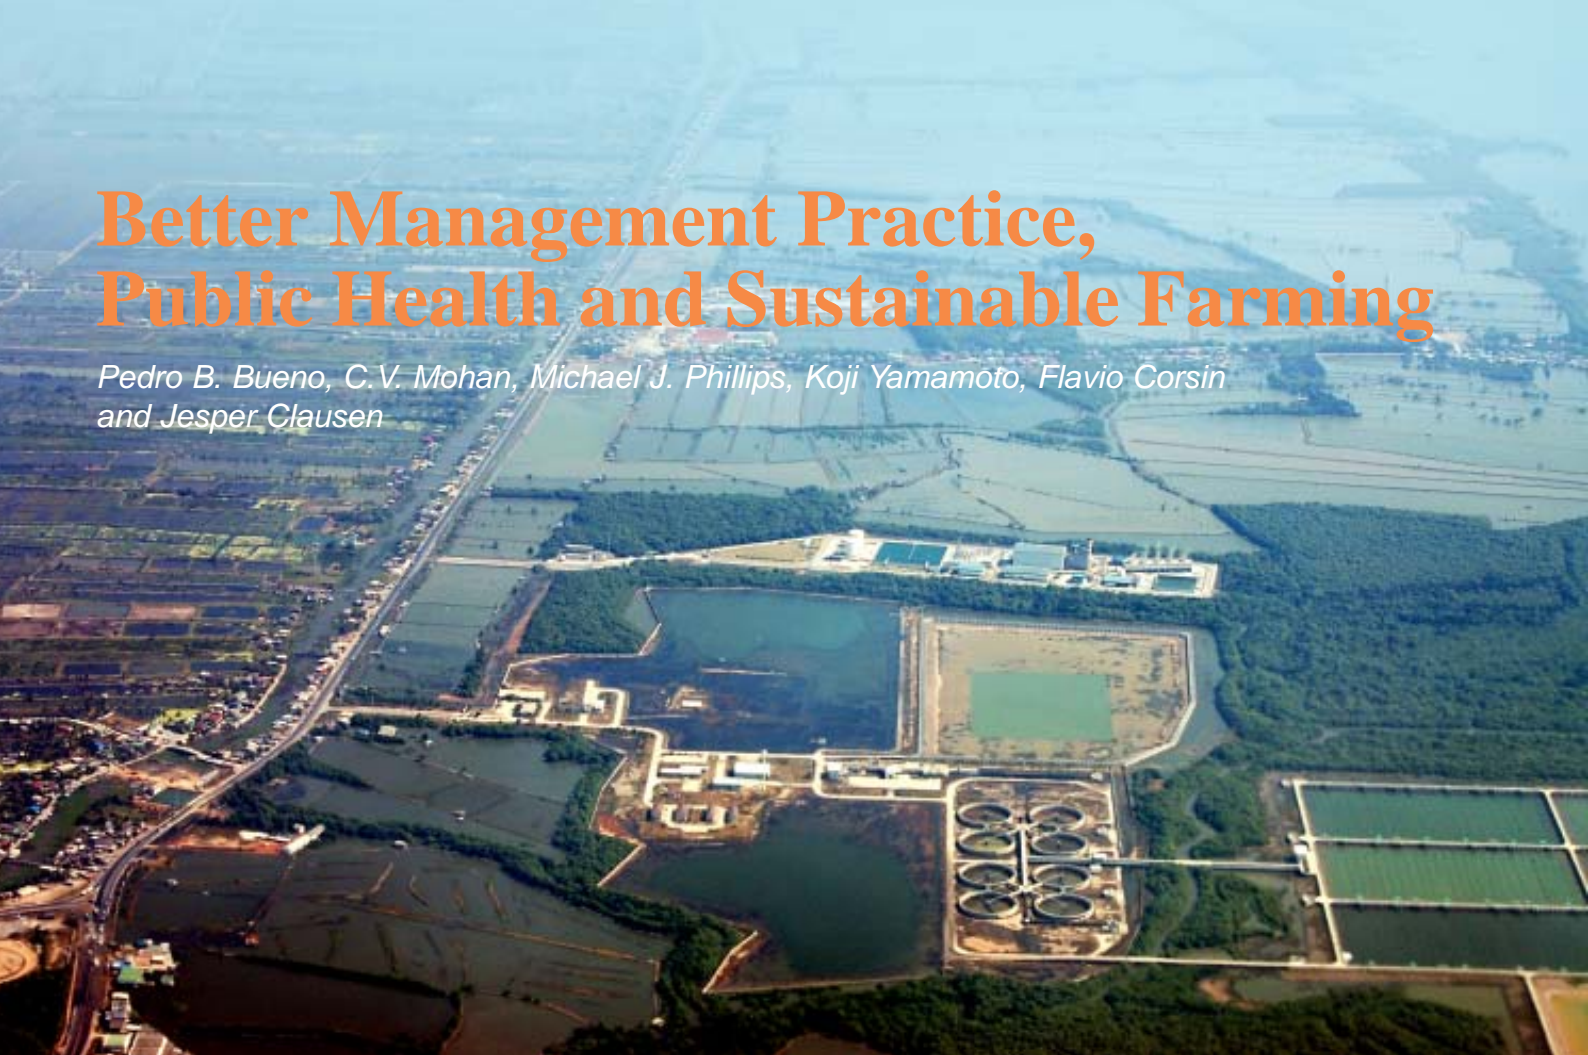 Better Management Practice,
Public Health and Sustainable Farming
Pedro B. Bueno, C.V. Mohan, Michael J. Phillips, Koji Yamamoto, Flavio Corsin
and Jesper Clausen